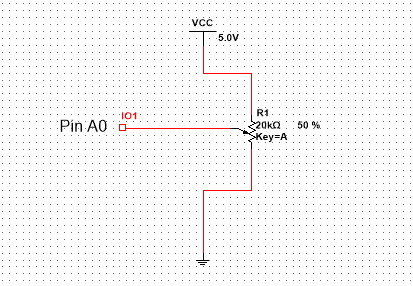 VCC
5.0V
R1
Pin A0
IO1
20kΩ 50 %
Key=A